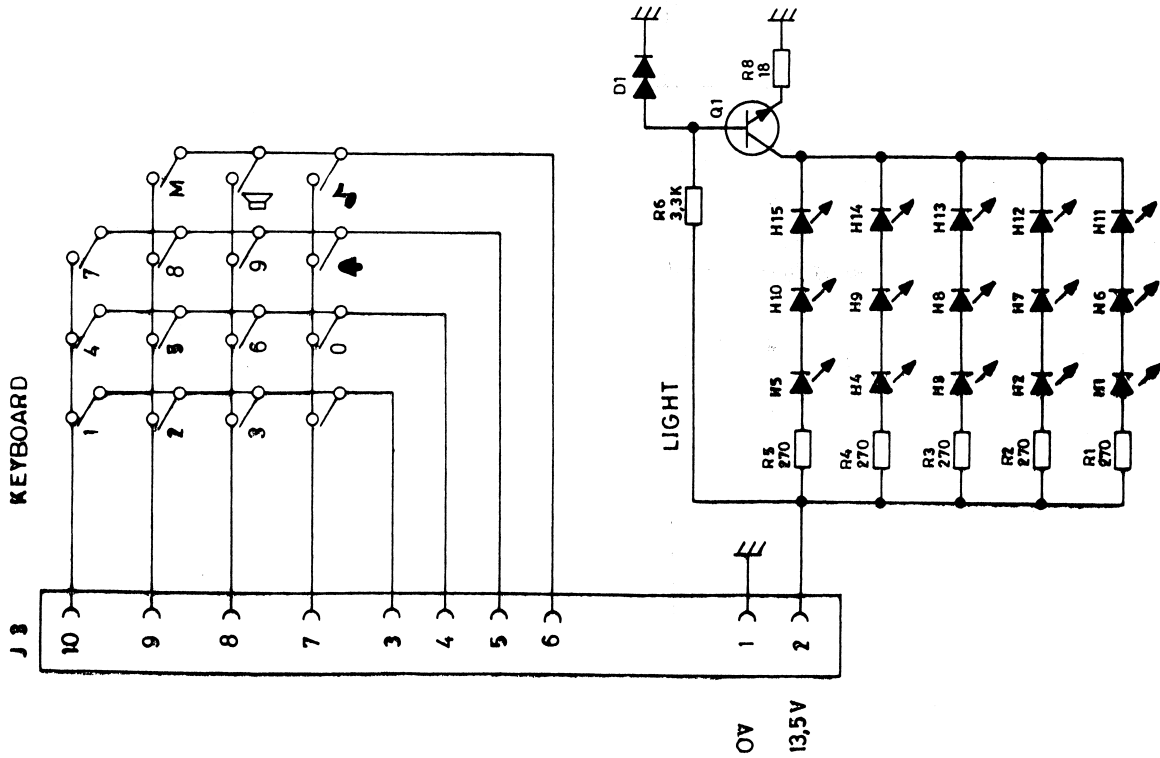 KEYBOARD
J3
10
9
8
7
3
4
5
6
1
2
0V
13,5V
1
4
7
2
5
8
M
3
6
9
0
LIGHT
D1
Q1
R8
18
R6
3,3K
R5
270
H5
H10
H15
R4
270
H4
H9
H14
R3
270
H3
H8
H13
R2
270
H2
H7
H12
R1
270
H1
H6
H11